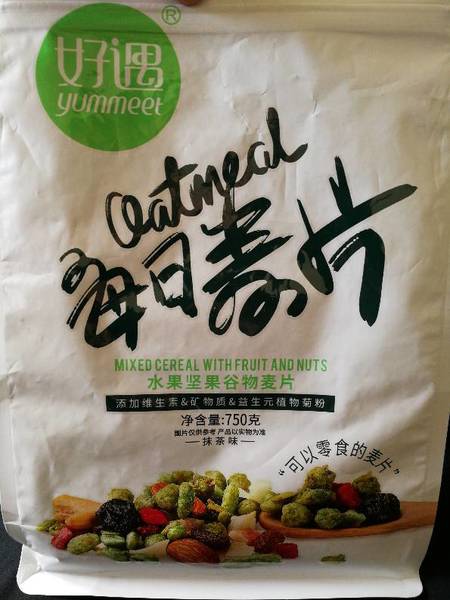 ®
好遇
yummeet
Oatmeal
每日麦片
MIXED CEREAL WITH FRUIT AND NUTS
水果坚果谷物麦片
添加维生素&矿物质&益生元植物菊粉
净含量:750克
图片仅供参考 产品以实物为准
抹茶味
“可以零食的麦片”